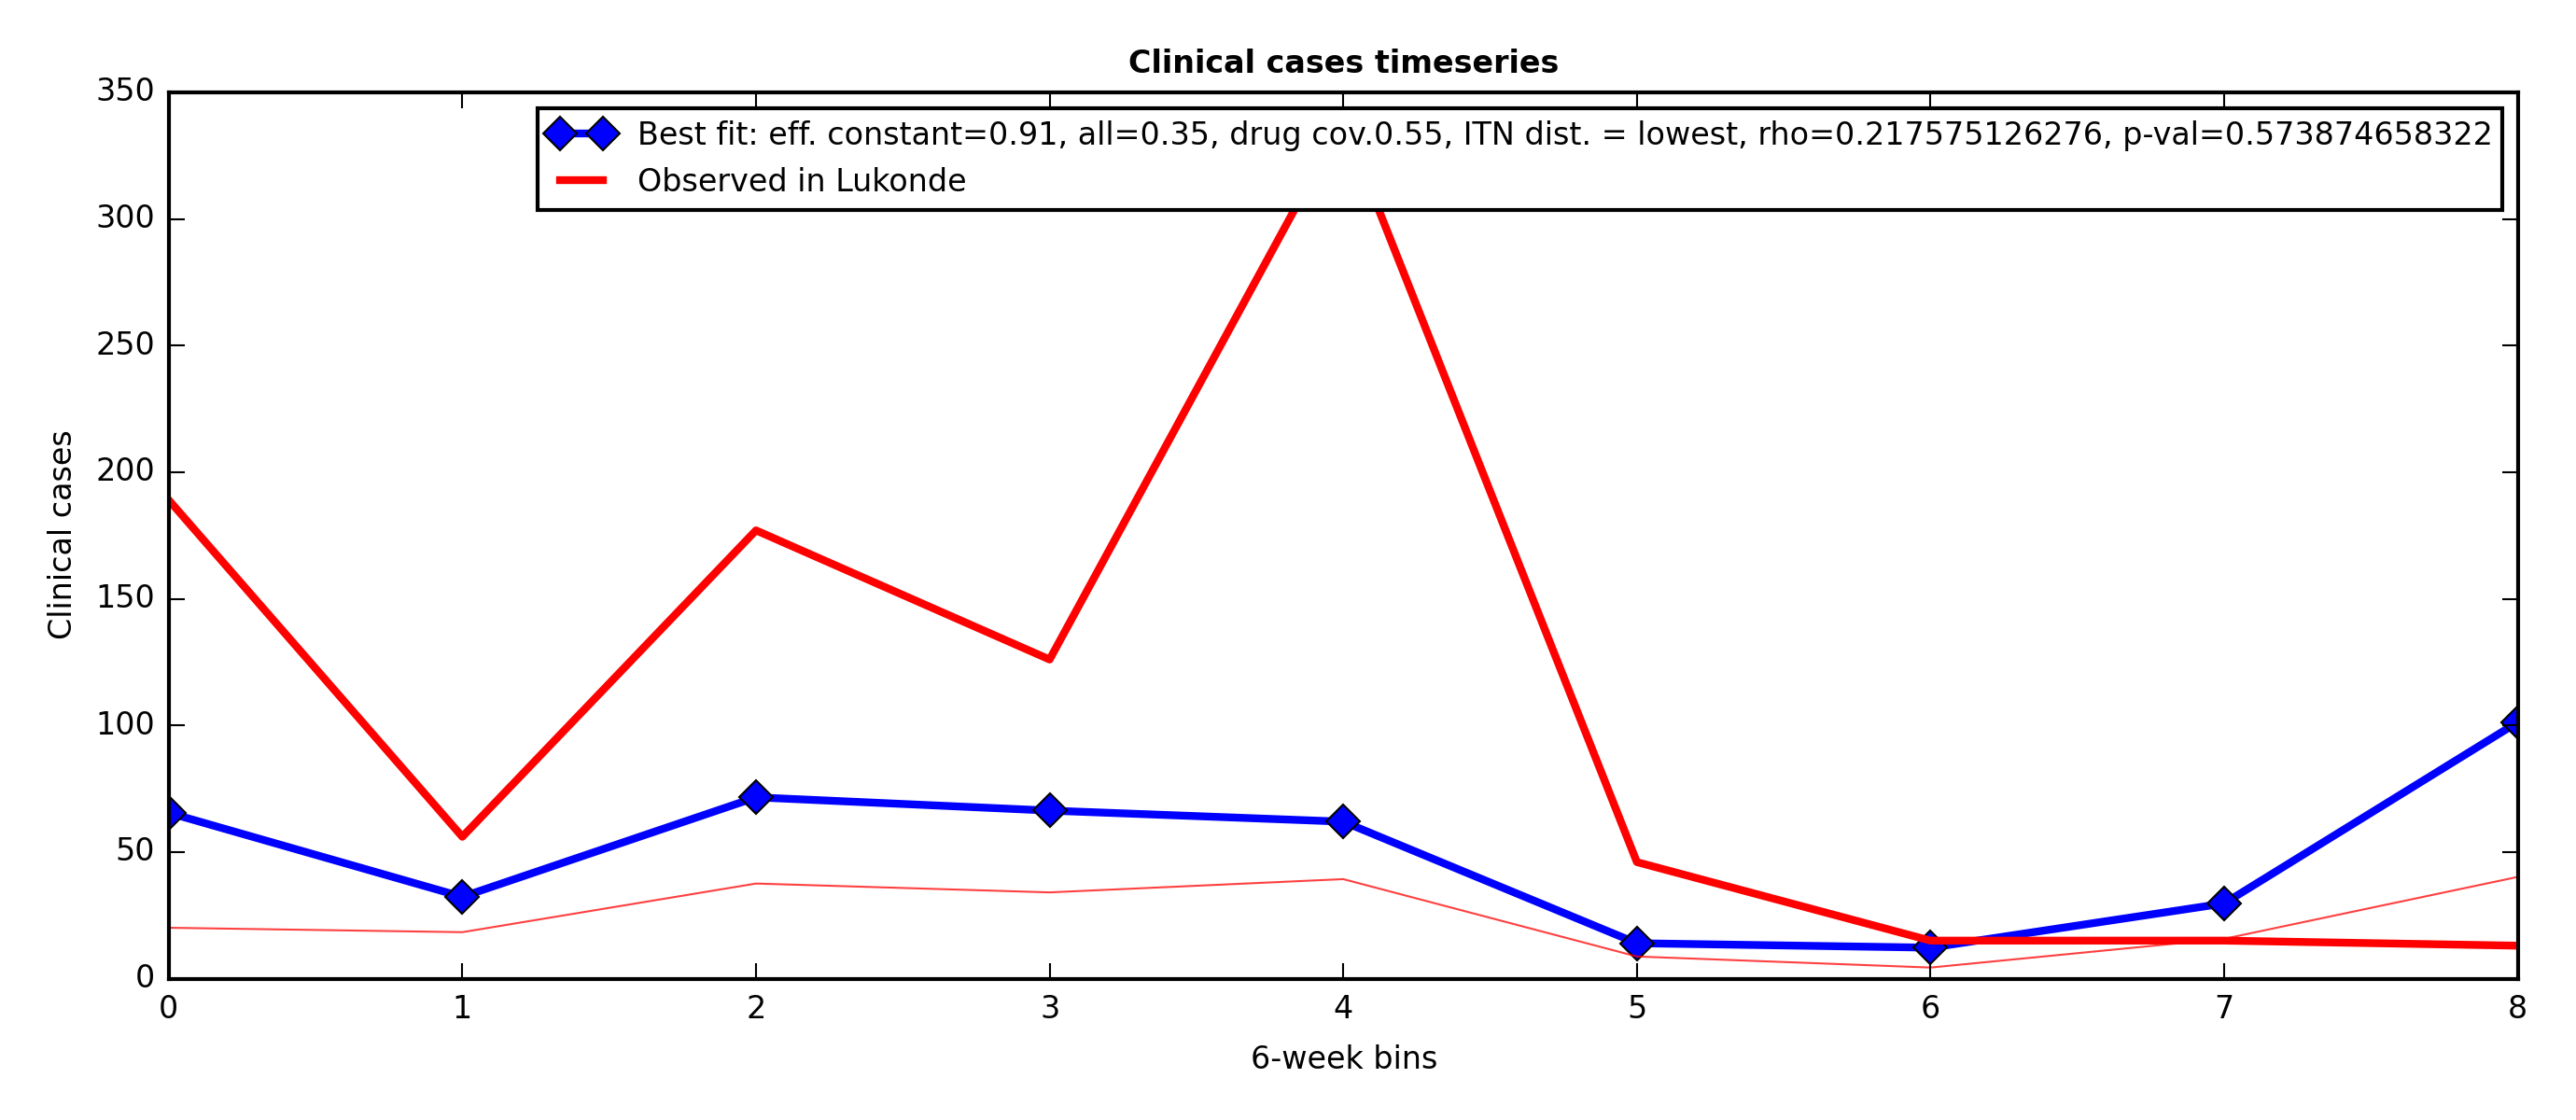 Clinical cases timeseries
350
300
250
200
150
100
50
0
Clinical cases
Best fit: eff. constant=0.91, all=0.35, drug cov.0.55, ITN dist. = lowest, rho=0.217575126276, p-val=0.573874658322
Observed in Lukonde
0 1 2 3 4 5 6 7 8
6-week bins